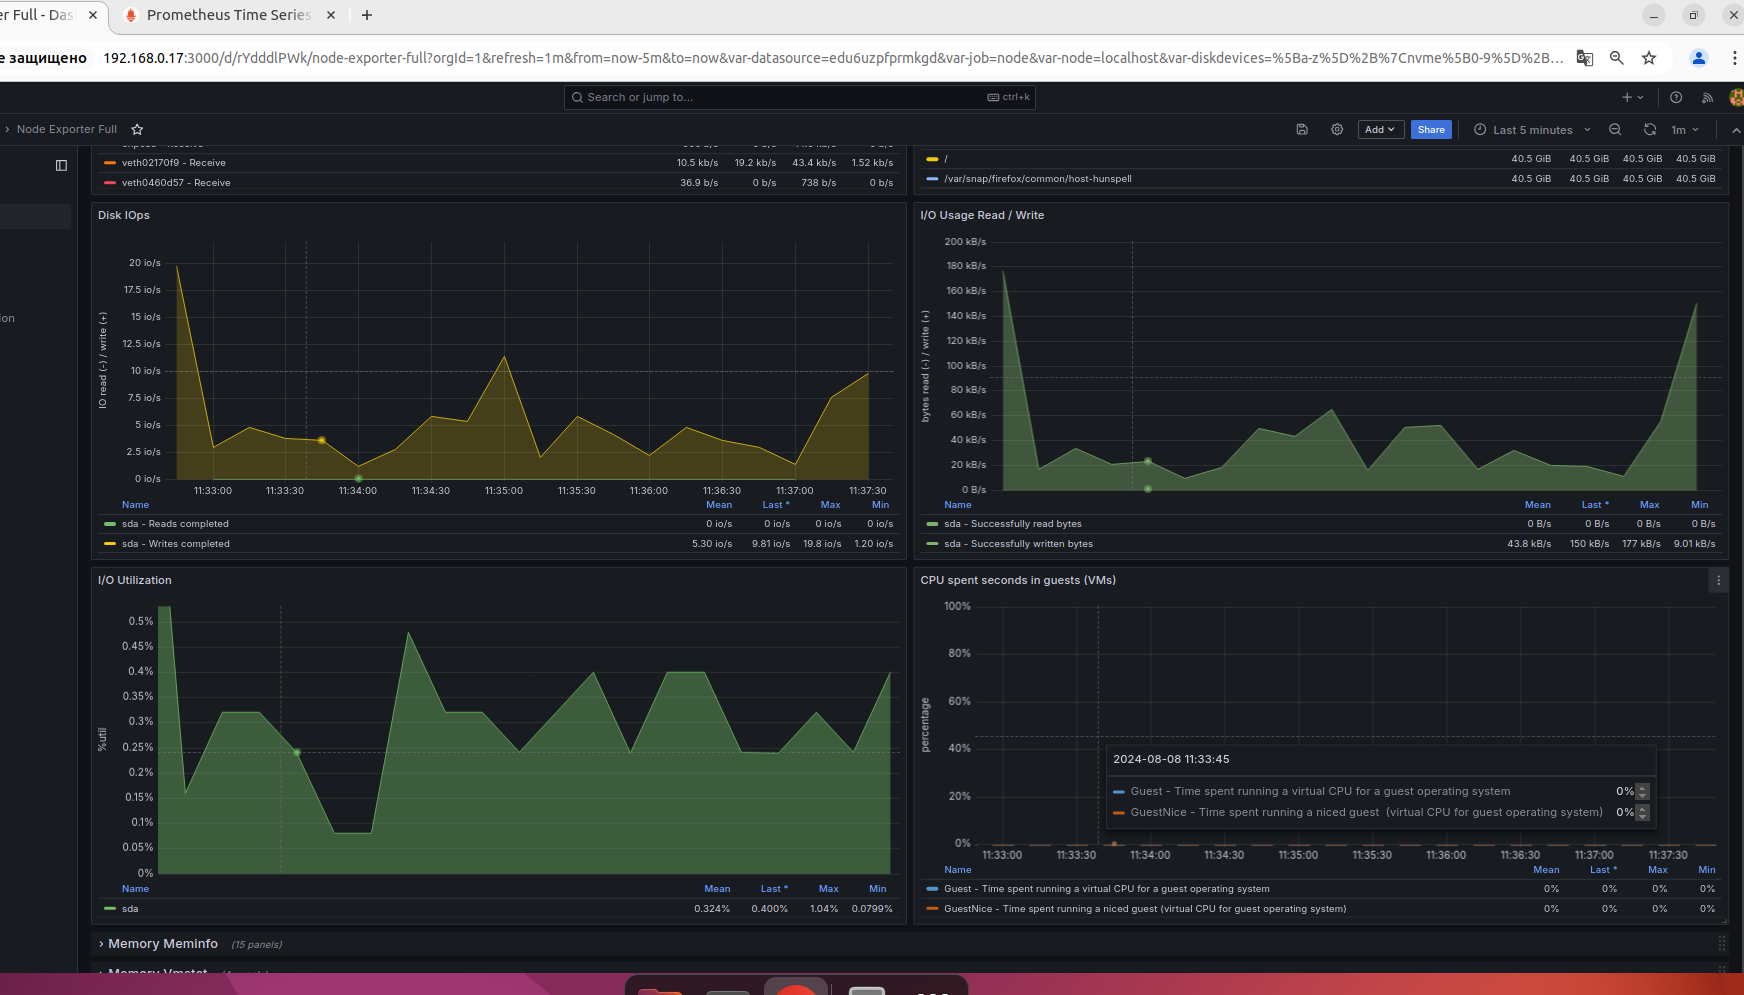 er Full - Das
Prometheus Time Series
е защищено 192.168.0.17:3000/d/rYdddlPWk/node-exporter-full?orgId=1&refresh=1m&from=now-5m&to=now&var-datasource=edu6uzpfprmkgd&var-job=node&var-node=localhost&var-diskdevices=%5Ba-z%5D%2B%7Cnvme%5B0-9%5D%2B...
Search or jump to... ctrl+k
› Node Exporter Full
Add Share Last 5 minutes 1m
ion
veth02170f9 - Receive 10.5 kb/s 19.2 kb/s 43.4 kb/s 1.52 kb/s
veth0460d57 - Receive 36.9 b/s 0 b/s 738 b/s 0 b/s
/ 40.5 GiB 40.5 GiB 40.5 GiB 40.5 GiB
/var/snap/firefox/common/host-hunspell 40.5 GiB 40.5 GiB 40.5 GiB 40.5 GiB
Disk IOps
IO read (-) / write (+)
20 io/s
17.5 io/s
15 io/s
12.5 io/s
10 io/s
7.5 io/s
5 io/s
2.5 io/s
0 io/s
11:33:00 11:33:30 11:34:00 11:34:30 11:35:00 11:35:30 11:36:00 11:36:30 11:37:00 11:37:30
Name Mean Last * Max Min
sda - Reads completed 0 io/s 0 io/s 0 io/s 0 io/s
sda - Writes completed 5.30 io/s 9.81 io/s 19.8 io/s 1.20 io/s
I/O Usage Read / Write
bytes read (-) / write (+)
200 kB/s
180 kB/s
160 kB/s
140 kB/s
120 kB/s
100 kB/s
80 kB/s
60 kB/s
40 kB/s
20 kB/s
0 B/s
Name Mean Last * Max Min
sda - Successfully read bytes 0 B/s 0 B/s 0 B/s 0 B/s
sda - Successfully written bytes 43.8 kB/s 150 kB/s 177 kB/s 9.01 kB/s
I/O Utilization
%util
0.5%
0.45%
0.4%
0.35%
0.3%
0.25%
0.2%
0.15%
0.1%
0.05%
0%
Name Mean Last * Max Min
sda 0.324% 0.400% 1.04% 0.0799%
CPU spent seconds in guests (VMs)
percentage
100%
80%
60%
40%
20%
0%
2024-08-08 11:33:45
Guest - Time spent running a virtual CPU for a guest operating system 0%
GuestNice - Time spent running a niced guest (virtual CPU for guest operating system) 0%
11:33:00 11:33:30 11:34:00 11:34:30 11:35:00 11:35:30 11:36:00 11:36:30 11:37:00 11:37:30
Name Mean Last * Max Min
Guest - Time spent running a virtual CPU for a guest operating system 0% 0% 0% 0%
GuestNice - Time spent running a niced guest (virtual CPU for guest operating system) 0% 0% 0% 0%
› Memory Meminfo (15 panels)
› Memory Vmstat